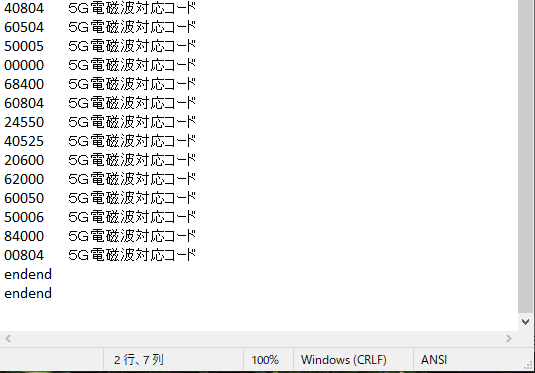 40804 5G電磁波対応コード
60504 5G電磁波対応コード
50005 5G電磁波対応コード
00000 5G電磁波対応コード
68400 5G電磁波対応コード
60804 5G電磁波対応コード
24550 5G電磁波対応コード
40525 5G電磁波対応コード
20600 5G電磁波対応コード
62000 5G電磁波対応コード
60050 5G電磁波対応コード
50006 5G電磁波対応コード
84000 5G電磁波対応コード
00804 5G電磁波対応コード
endend
endend
2 行、7 列 100% Windows (CRLF) ANSI